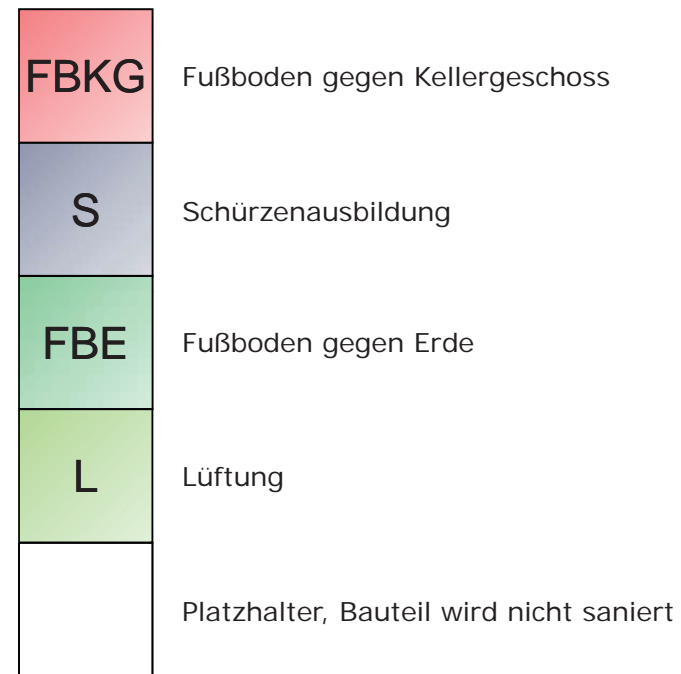 FBKG Fußboden gegen Kellergeschoss
S Schürzenausbildung
FBE Fußboden gegen Erde
L Lüftung
Platzhalter, Bauteil wird nicht saniert